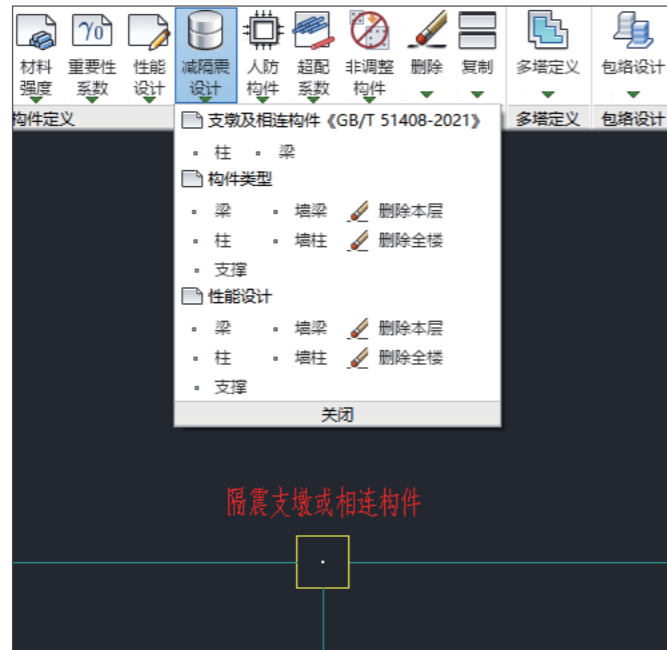 材料 重要性 性能 减隔震 人防 超配 非调整 删除 复制 多塔定义 包络设计
强度 系数 设计 设计 构件 系数 构件
构件定义 多塔定义 包络设计
支墩及相连构件《GB/T 51408-2021》
柱 梁
构件类型
梁 墙梁 删除本层
柱 墙柱 删除全楼
支撑
性能设计
梁 墙梁 删除本层
柱 墙柱 删除全楼
支撑
关闭
隔震支墩或相连构件